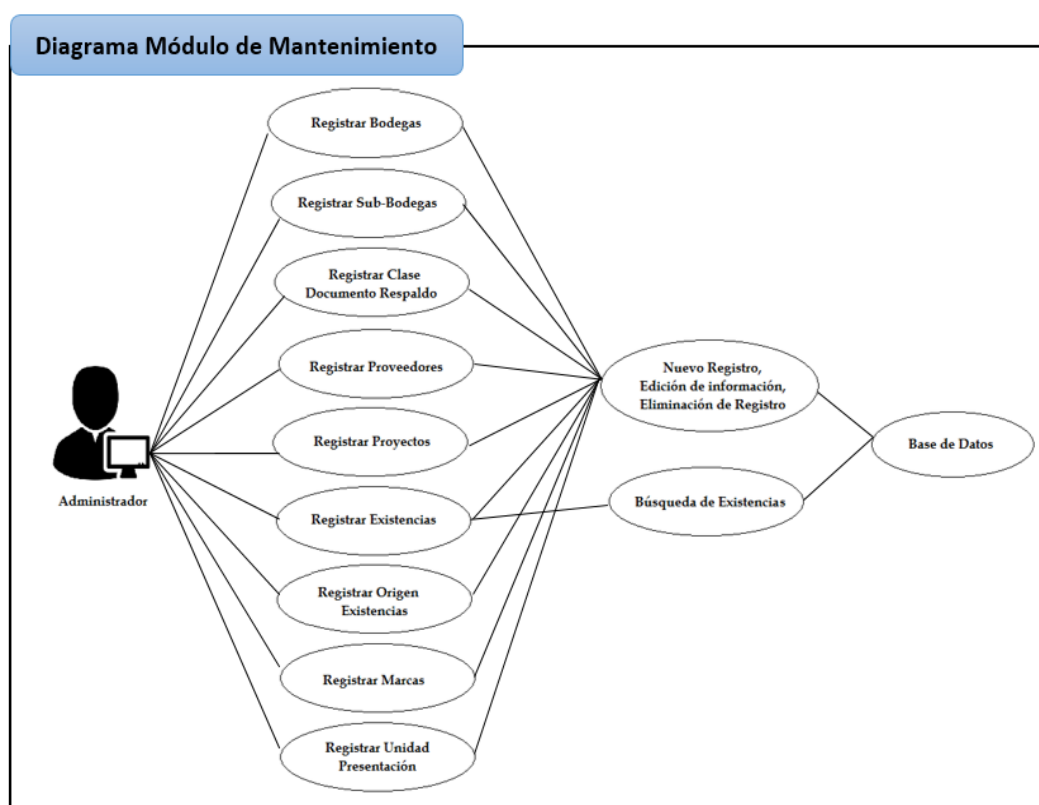 Diagrama Módulo de Mantenimiento
Registrar Bodegas
Registrar Sub-Bodegas
Registrar Clase
Documento Respaldo
Registrar Proveedores
Registrar Proyectos
Registrar Existencias
Registrar Origen
Existencias
Registrar Marcas
Registrar Unidad
Presentación
Administrador
Nuevo Registro,
Edición de información,
Eliminación de Registro
Búsqueda de Existencias
Base de Datos